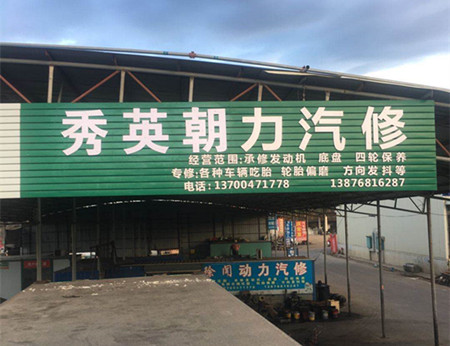 秀英朝力汽修
经营范围:承修发动机 底盘 四轮保养
专修:各种车辆吃胎 轮胎偏磨 方向发抖等
电话:13700471778 13876816287
动力汽修